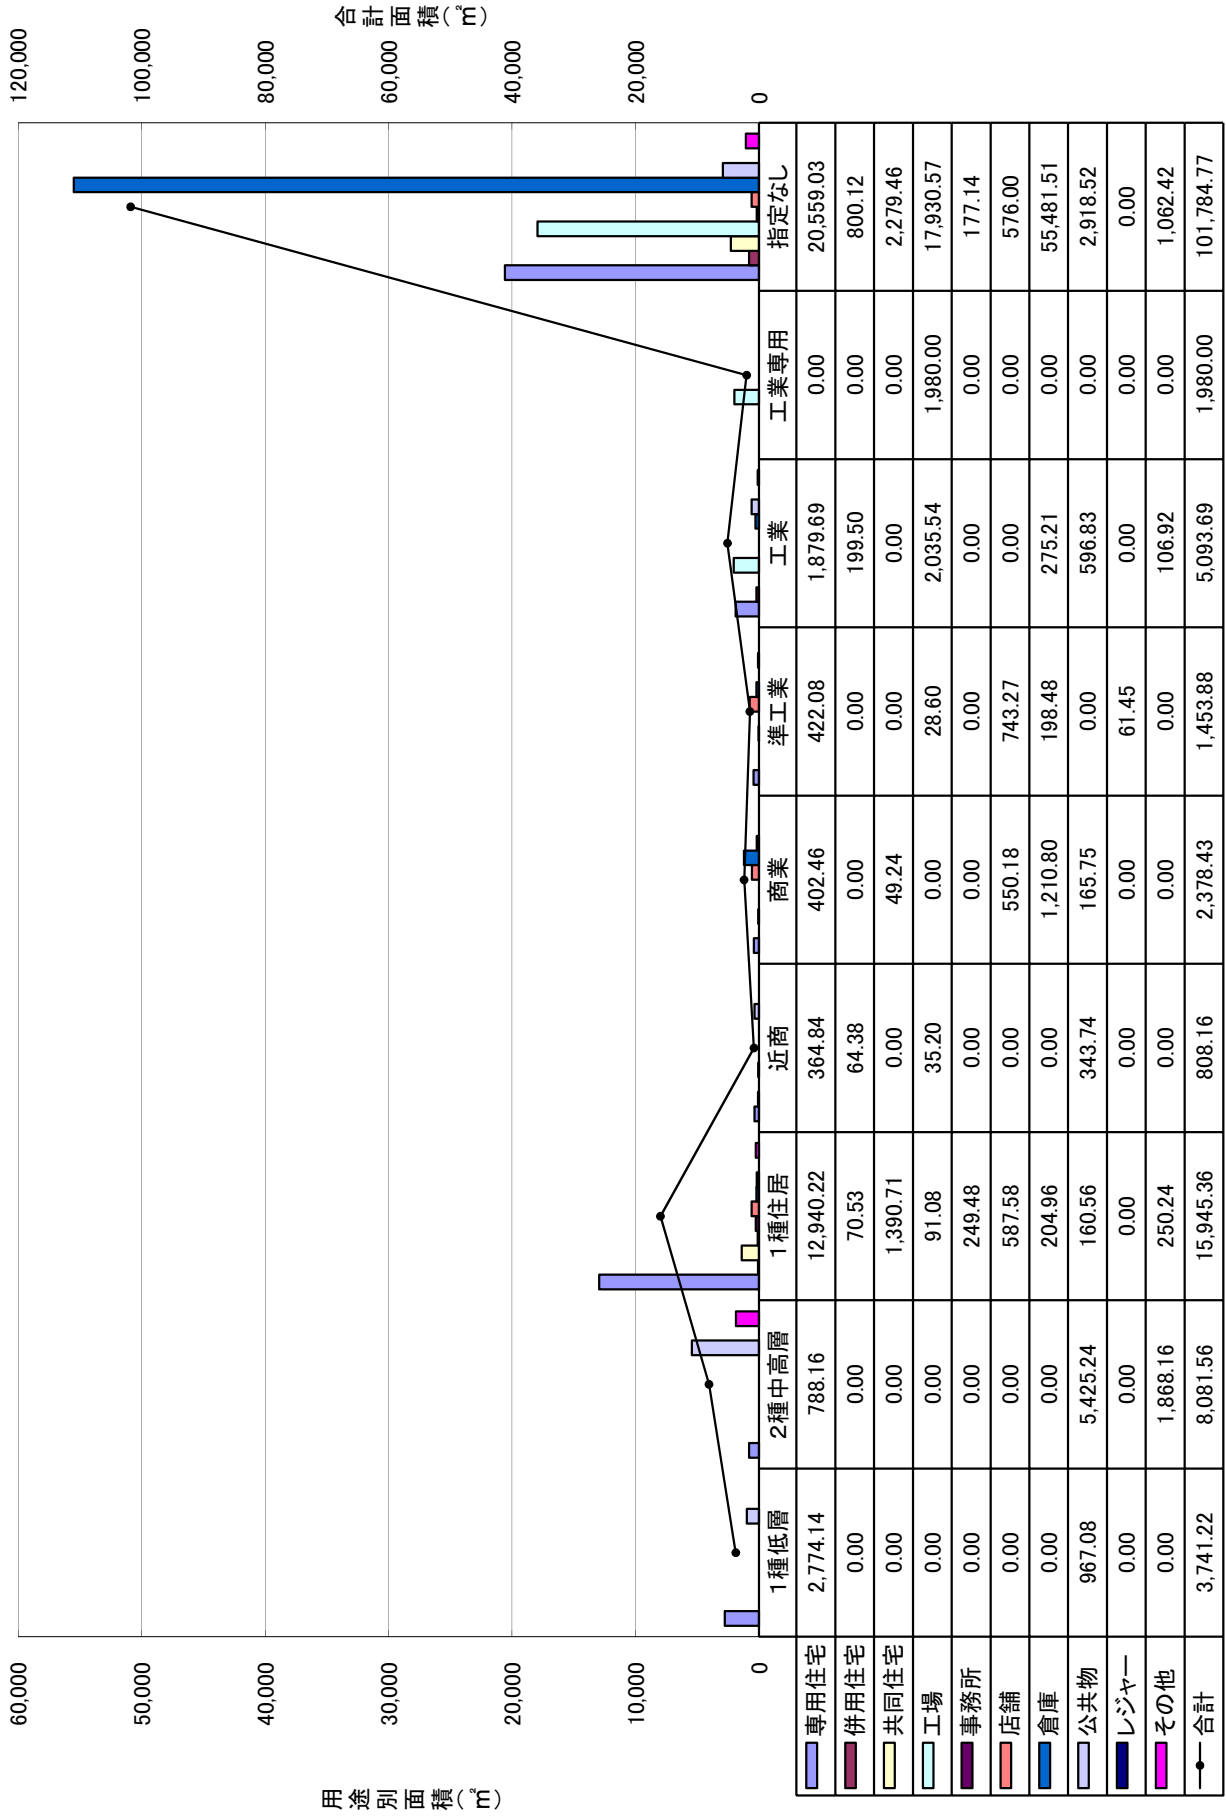 用途別面積(㎡)
60,000
50,000
40,000
30,000
20,000
10,000
0
合計面積(㎡)
120,000
100,000
80,000
60,000
40,000
20,000
0
1種低層 2種中高層 1種住居 近商 商業 準工業 工業 工業専用 指定なし
専用住宅 2,774.14 788.16 12,940.22 364.84 402.46 422.08 1,879.69 0.00 20,559.03
併用住宅 0.00 0.00 70.53 64.38 0.00 0.00 199.50 0.00 800.12
共同住宅 0.00 0.00 1,390.71 0.00 49.24 0.00 0.00 0.00 2,279.46
工場 0.00 0.00 91.08 35.20 0.00 28.60 2,035.54 1,980.00 17,930.57
事務所 0.00 0.00 249.48 0.00 0.00 0.00 0.00 0.00 177.14
店舗 0.00 0.00 587.58 0.00 550.18 743.27 0.00 0.00 576.00
倉庫 0.00 0.00 204.96 0.00 1,210.80 198.48 275.21 0.00 55,481.51
公共物 967.08 5,425.24 160.56 343.74 165.75 0.00 596.83 0.00 2,918.52
レジャー 0.00 0.00 0.00 0.00 0.00 61.45 0.00 0.00 0.00
その他 0.00 1,868.16 250.24 0.00 0.00 0.00 106.92 0.00 1,062.42
合計 3,741.22 8,081.56 15,945.36 808.16 2,378.43 1,453.88 5,093.69 1,980.00 101,784.77